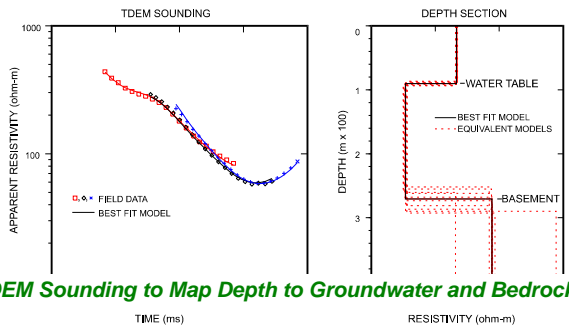 TDEM SOUNDING
1000
100
APPARENT RESISTIVITY (ohm-m)
FIELD DATA
BEST FIT MODEL
TIME (ms)
DEPTH SECTION
0
1
2
3
DEPTH (m x 100)
WATER TABLE
BEST FIT MODEL
EQUIVALENT MODELS
BASEMENT
RESISTIVITY (ohm-m)
DEM Sounding to Map Depth to Groundwater and Bedroc